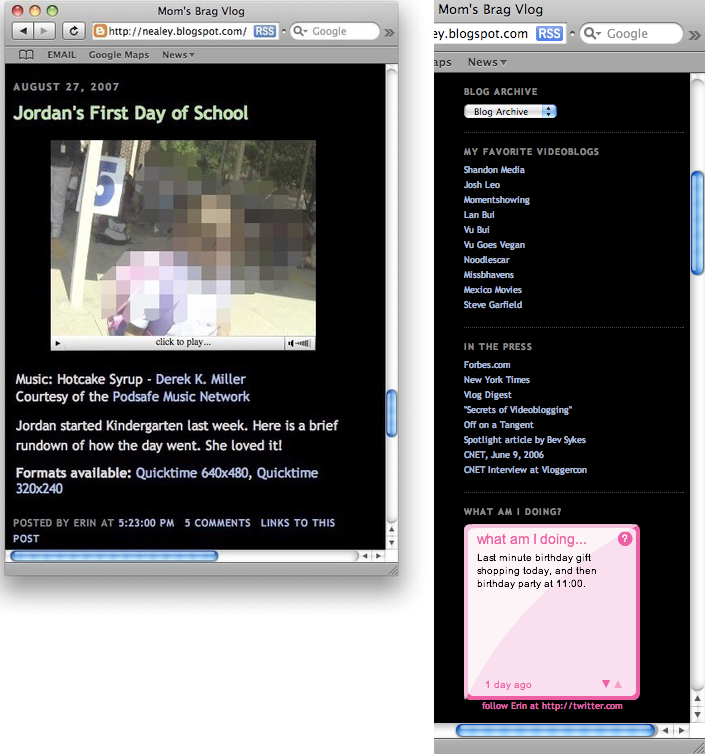 Mom's Brag Vlog
http://nealey.blogspot.com/ RSS Google
EMAIL Google Maps News
AUGUST 27, 2007
Jordan's First Day of School
5
click to play...
Music: Hotcake Syrup - Derek K. Miller
Courtesy of the Podsafe Music Network
Jordan started Kindergarten last week. Here is a brief
rundown of how the day went. She loved it!
Formats available: Quicktime 640x480, Quicktime
320x240
POSTED BY ERIN AT 5:23:00 PM 5 COMMENTS LINKS TO THIS
POST
Mom's Brag Vlog
ey.blogspot.com/ RSS Google
aps News
BLOG ARCHIVE
Blog Archive
MY FAVORITE VIDEOBLOGS
Shandon Media
Josh Leo
Momentshowing
Lan Bui
Vu Bui
Vu Goes Vegan
Noodlescar
Missbhavens
Mexico Movies
Steve Garfield
IN THE PRESS
Forbes.com
New York Times
Vlog Digest
"Secrets of Videoblogging"
Off on a Tangent
Spotlight article by Bev Sykes
CNET, June 9, 2006
CNET Interview at Vloggercon
WHAT AM I DOING?
what am I doing... ?
Last minute birthday gift
shopping today, and then
birthday party at 11:00.
1 day ago
follow Erin at http://twitter.com